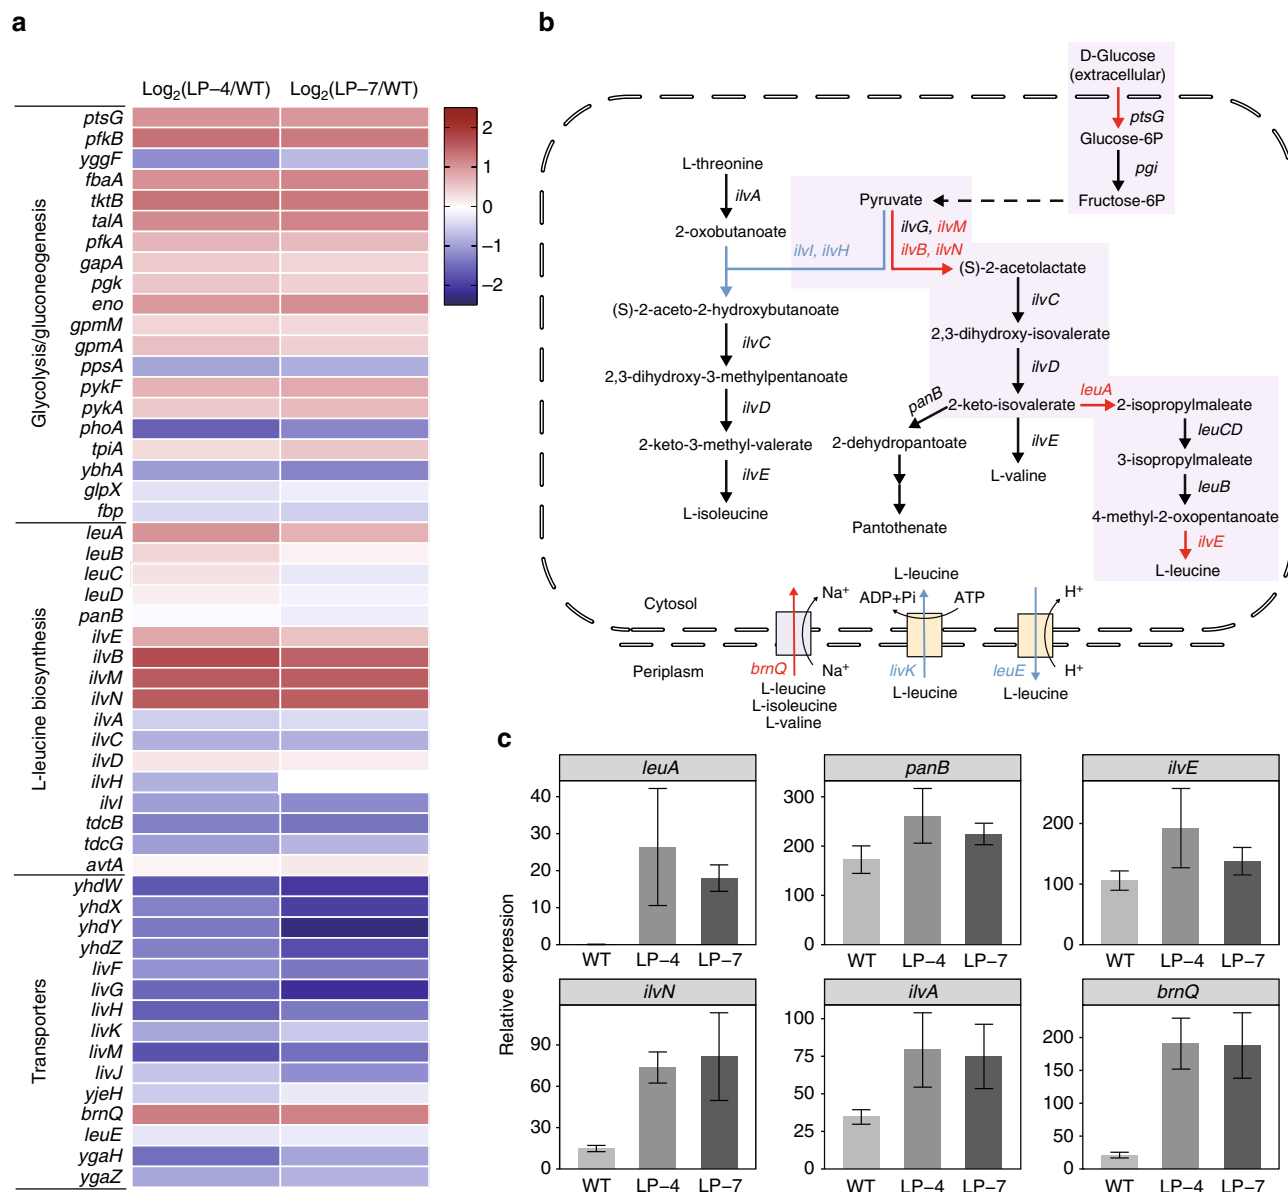 a
Log2(LP–4/WT) Log2(LP–7/WT)
Glycolysis/gluconeogenesis
ptsG
pfkB
yggF
fbaA
tktB
talA
pfkA
gapA
pgk
eno
gpmM
gpmA
ppsA
pykF
pykA
phoA
tpiA
ybhA
glpX
fbp
L-leucine biosynthesis
leuA
leuB
leuC
leuD
panB
ilvE
ilvB
ilvM
ilvN
ilvA
ilvC
ilvD
ilvH
ilvI
tdcB
tdcG
avtA
Transporters
yhdW
yhdX
yhdY
yhdZ
livF
livG
livH
livK
livM
livJ
yjeH
brnQ
leuE
ygaH
ygaZ
2
1
0
–1
–2
b
D-Glucose
(extracellular)
ptsG
Glucose-6P
pgi
Fructose-6P
Pyruvate
L-threonine
ilvA
2-oxobutanoate
ilvI, ilvH
ilvG, ilvM
ilvB, ilvN
(S)-2-aceto-2-hydroxybutanoate
ilvC
2,3-dihydroxy-3-methylpentanoate
ilvD
2-keto-3-methyl-valerate
ilvE
L-isoleucine
(S)-2-acetolactate
ilvC
2,3-dihydroxy-isovalerate
ilvD
2-keto-isovalerate
panB
2-dehydropantoate
Pantothenate
ilvE
L-valine
leuA
2-isopropylmaleate
leuCD
3-isopropylmaleate
leuB
4-methyl-2-oxopentanoate
ilvE
L-leucine
Cytosol
Periplasm
Na+
brnQ
Na+
L-leucine
L-isoleucine
L-valine
L-leucine
ADP+Pi ATP
livK
L-leucine
H+
leuE
H+
L-leucine
c
Relative expression
leuA
40
30
20
10
0
WT LP–4 LP–7
panB
300
200
100
0
WT LP–4 LP–7
ilvE
200
100
0
WT LP–4 LP–7
ilvN
90
60
30
0
WT LP–4 LP–7
ilvA
100
75
50
25
0
WT LP–4 LP–7
brnQ
200
150
100
50
0
WT LP–4 LP–7